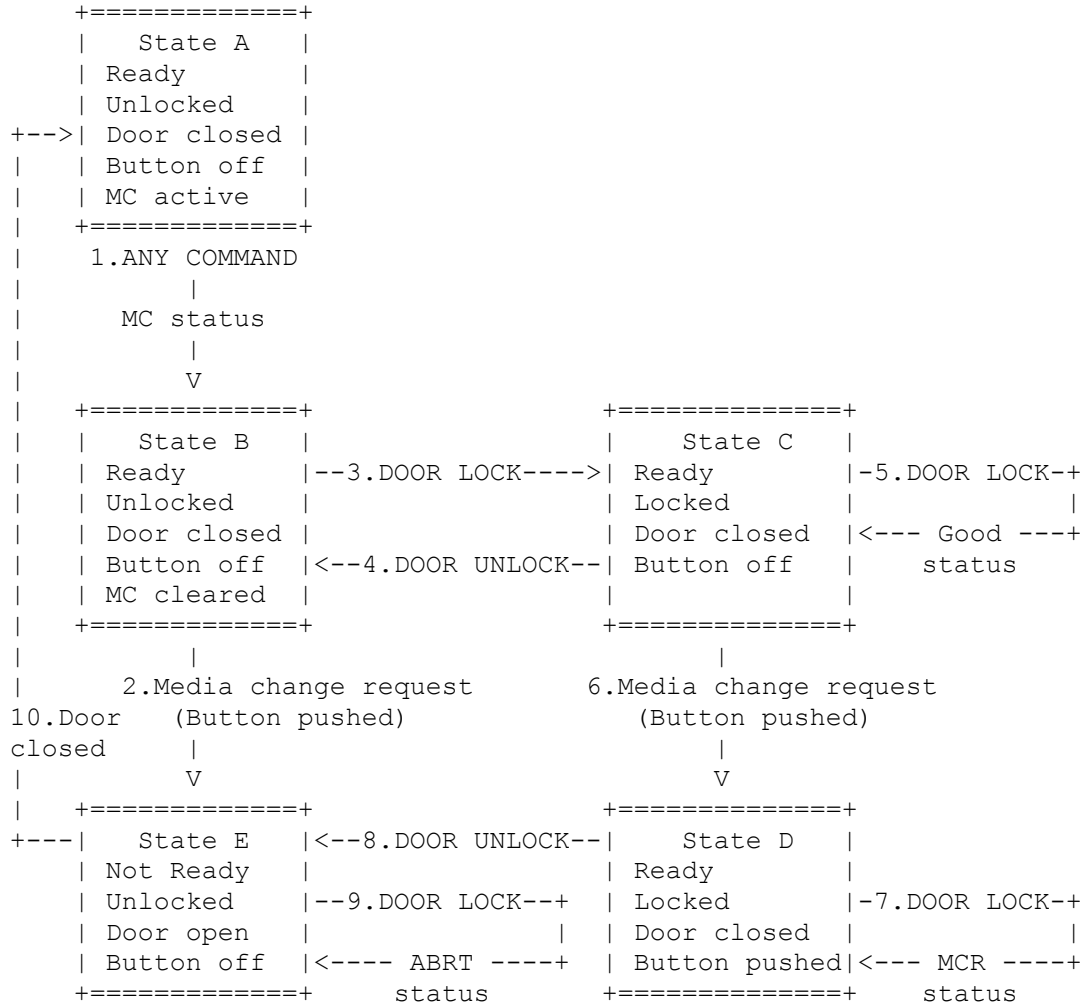 +=============+
| State A |
| Ready |
| Unlocked |
+-->| Door closed |
| | Button off |
| | MC active |
| +=============+
| 1.ANY COMMAND
| |
| MC status
| |
| V
| +=============+ +==============+
| | State B | | State C |
| | Ready |--3.DOOR LOCK---->| Ready |-5.DOOR LOCK-+
| | Unlocked | | Locked | |
| | Door closed | | Door closed |<--- Good ---+
| | Button off |<--4.DOOR UNLOCK--| Button off | status
| | MC cleared | | |
| +=============+ +==============+
| | |
| 2.Media change request 6.Media change request
10.Door (Button pushed) (Button pushed)
closed | |
| V V
| +=============+ +==============+
+---| State E |<--8.DOOR UNLOCK--| State D |
| Not Ready | | Ready |
| Unlocked |--9.DOOR LOCK--+ | Locked |-7.DOOR LOCK-+
| Door open | | | Door closed | |
| Button off |<---- ABRT ----+ | Button pushed|<--- MCR ----+
+=============+ status +==============+ status